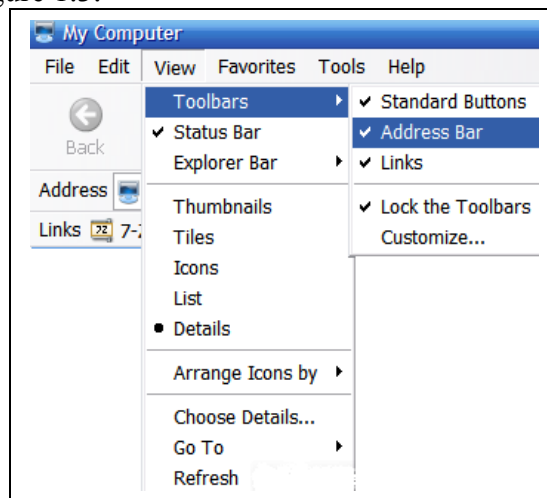 My Computer
File Edit View Favorites Tools Help
Back
Address
Links 7-
Toolbars
Status Bar
Explorer Bar
Thumbnails
Tiles
Icons
List
Details
Arrange Icons by
Choose Details...
Go To
Refresh
Standard Buttons
Address Bar
Links
Lock the Toolbars
Customize...